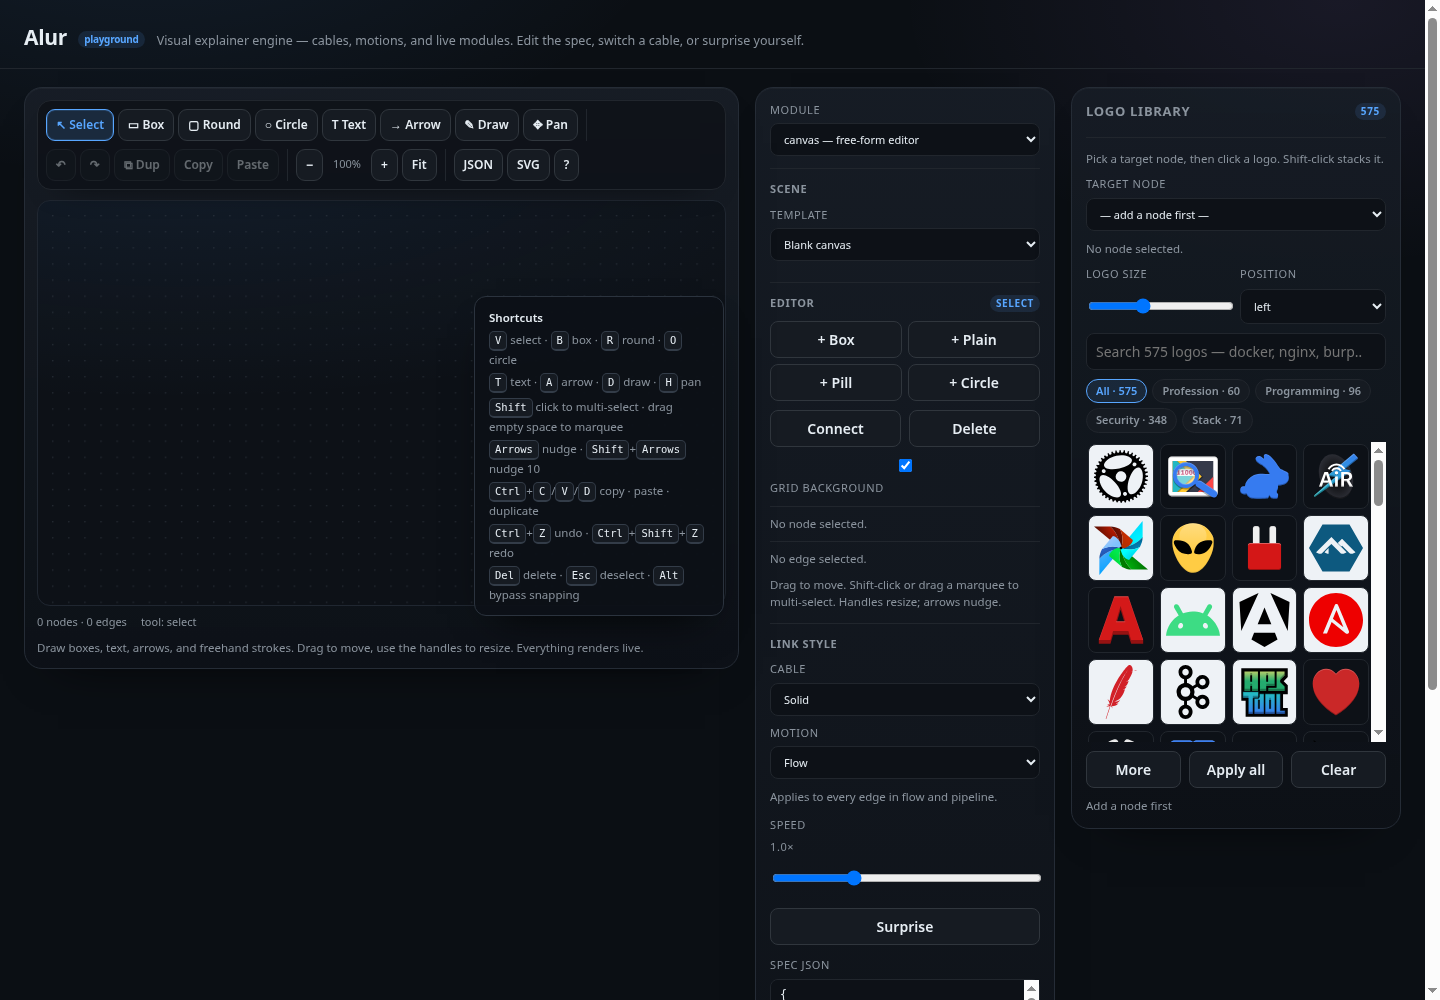 Alur playground Visual explainer engine — cables, motions, and live modules. Edit the spec, switch a cable, or surprise yourself.
↖ Select ▭ Box ▢ Round ○ Circle T Text → Arrow ✎ Draw ✥ Pan
↶ ↷ ⧉ Dup Copy Paste − 100% + Fit JSON SVG ?
Shortcuts
V select · B box · R round · O
circle
T text · A arrow · D draw · H pan
Shift click to multi-select · drag
empty space to marquee
Arrows nudge · Shift+Arrows
nudge 10
Ctrl+C/V/D copy · paste ·
duplicate
Ctrl+Z undo · Ctrl+Shift+Z
redo
Del delete · Esc deselect · Alt
bypass snapping
0 nodes · 0 edges tool: select
Draw boxes, text, arrows, and freehand strokes. Drag to move, use the handles to resize. Everything renders live.
MODULE
canvas — free-form editor
SCENE
TEMPLATE
Blank canvas
EDITOR SELECT
+ Box + Plain
+ Pill + Circle
Connect Delete
GRID BACKGROUND
No node selected.
No edge selected.
Drag to move. Shift-click or drag a marquee to
multi-select. Handles resize; arrows nudge.
LINK STYLE
CABLE
Solid
MOTION
Flow
Applies to every edge in flow and pipeline.
SPEED
1.0×
Surprise
SPEC JSON
{
LOGO LIBRARY 575
Pick a target node, then click a logo. Shift-click stacks it.
TARGET NODE
— add a node first —
No node selected.
LOGO SIZE POSITION
left
Search 575 logos — docker, nginx, burp..
All · 575 Profession · 60 Programming · 96
Security · 348 Stack · 71
AIR
APK
TOOL
More Apply all Clear
Add a node first